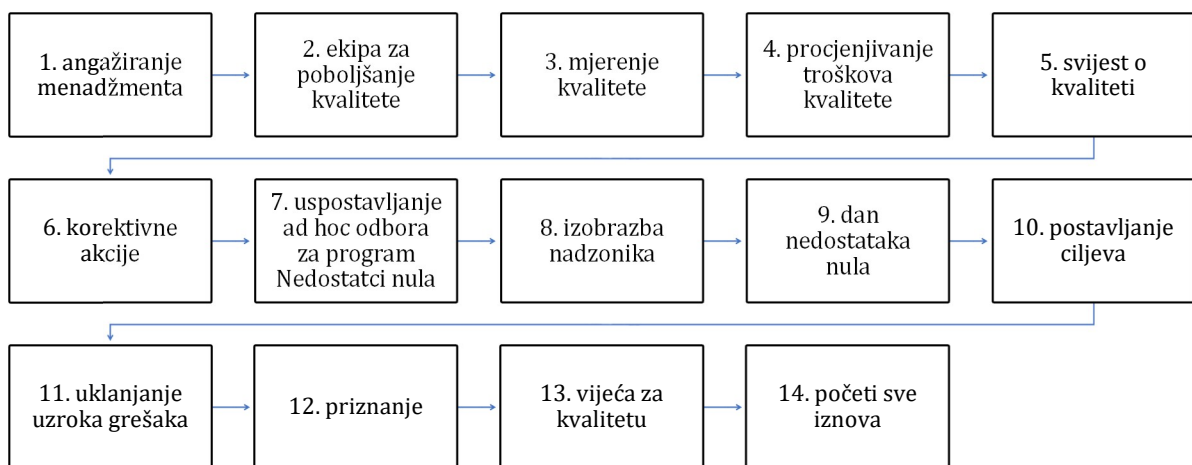 1. angažiranje
menadžmenta
2. ekipa za
poboljšanje
kvalitete
3. mjerenje
kvalitete
4. procjenjivanje
troškova
kvalitete
5. svijest o
kvaliteti
6. korektivne
akcije
7. uspostavljanje
ad hoc odbora
za program
Nedostatci nula
8. izobrazba
nadzonika
9. dan
nedostataka
nula
10. postavljanje
ciljeva
11. uklanjanje
uzroka grešaka
12. priznanje
13. vijeća za
kvalitetu
14. početi sve
iznova